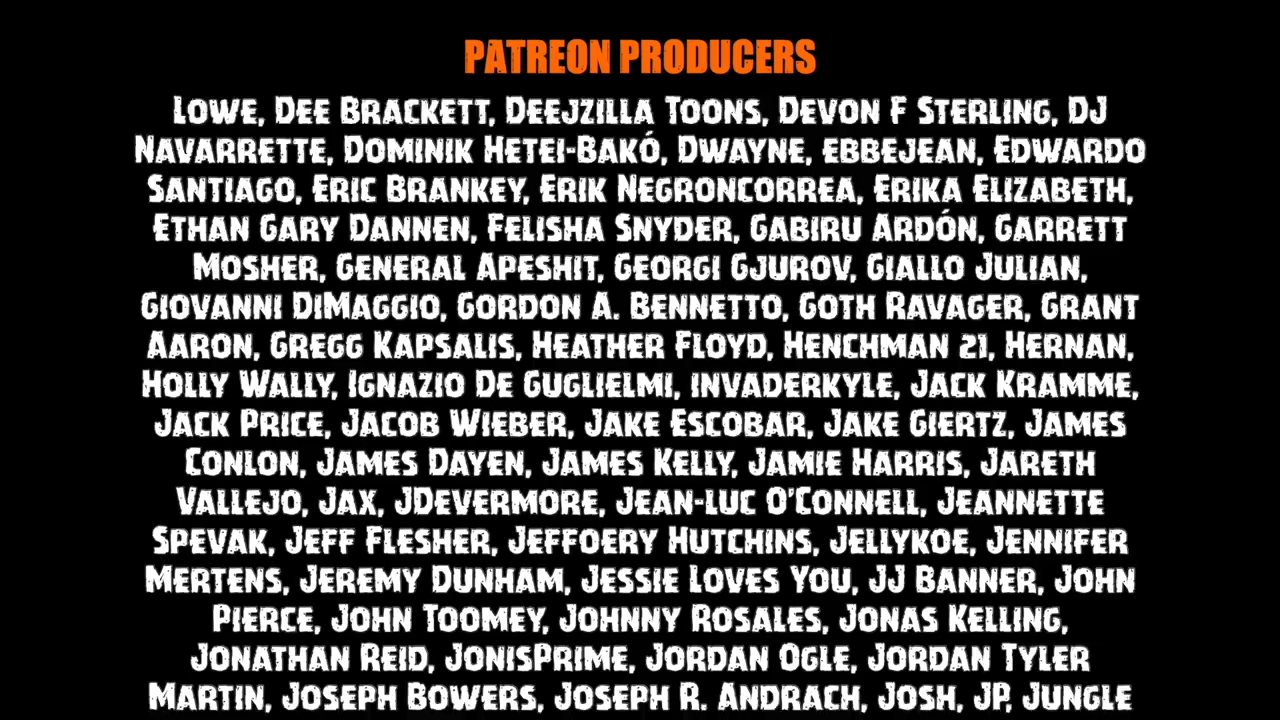 PATREON PRODUCERS
LOWE, DEE BRACKETT, DEEJZILLA TOONS, DEVON F STERLING, DJ
NAVARRETTE, DOMINIK HETEI-BAKÓ, DWAYNE, EBBEJEAN, EDWARDO
SANTIAGO, ERIC BRANKEY, ERIK NEGRONCORREA, ERIKA ELIZABETH,
ETHAN GARY DANNEN, FELISHA SNYDER, GABIRU ARDÓN, GARRETT
MOSHER, GENERAL APESHIT, GEORGI GJUROV, GIALLO JULIAN,
GIOVANNI DIMAGGIO, GORDON A. BENNETTO, GOTH RAVAGER, GRANT
AARON, GREGG KAPSALIS, HEATHER FLOYD, HENCHMAN 21, HERNAN,
HOLLY WALLY, IGNAZIO DE GUGLIELMI, INVADERKYLE, JACK KRAMME,
JACK PRICE, JACOB WIEBER, JAKE ESCOBAR, JAKE GIERTZ, JAMES
CONLON, JAMES DAYEN, JAMES KELLY, JAMIE HARRIS, JARETH
VALLEJO, JAX, JDEVERMORE, JEAN-LUC O'CONNELL, JEANNETTE
SPEVAK, JEFF FLESHER, JEFFOERY HUTCHINS, JELLYKOE, JENNIFER
MERTENS, JEREMY DUNHAM, JESSIE LOVES YOU, JJ BANNER, JOHN
PIERCE, JOHN TOOMEY, JOHNNY ROSALES, JONAS KELLING,
JONATHAN REID, JONISPRIME, JORDAN OGLE, JORDAN TYLER
MARTIN, JOSEPH BOWERS, JOSEPH R. ANDRACH, JOSH, JP, JUNGLE